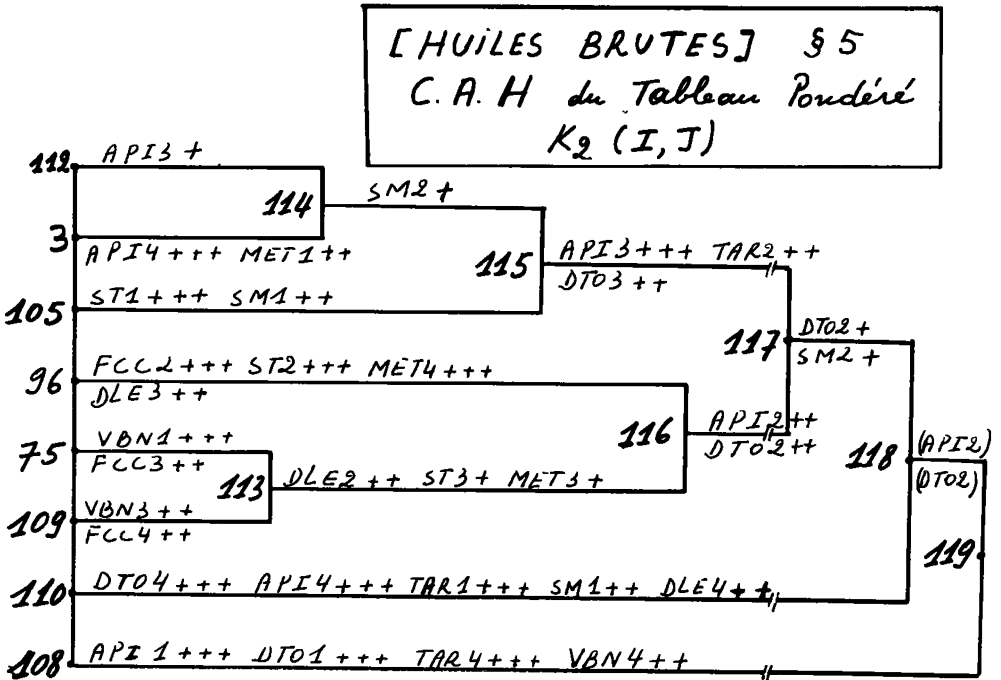 [HUILES BRUTES] § 5
C.A.H du Tableau Pondéré
K2 (I, J)
112 API3 +
114 SM2 +
3 API4 +++ MET1 ++
115 API3 +++ TAR2 ++
DTO3 ++
105 ST1 +++ SM1 ++
117 DTO2 +
SM2 +
96 FCC2 +++ ST2 +++ MET4 +++
DLE3 ++
116 API2 ++
DTO2 ++
75 VBN1 +++
FCC3 ++
118 (API2)
(DTO2)
113 DLE2 ++ ST3 + MET3 +
109 VBN3 ++
FCC4 ++
119
110 DTO4 +++ API4 +++ TAR1 +++ SM1 ++ DLE4 ++
108 API1 +++ DTO1 +++ TAR4 +++ VBN4 ++